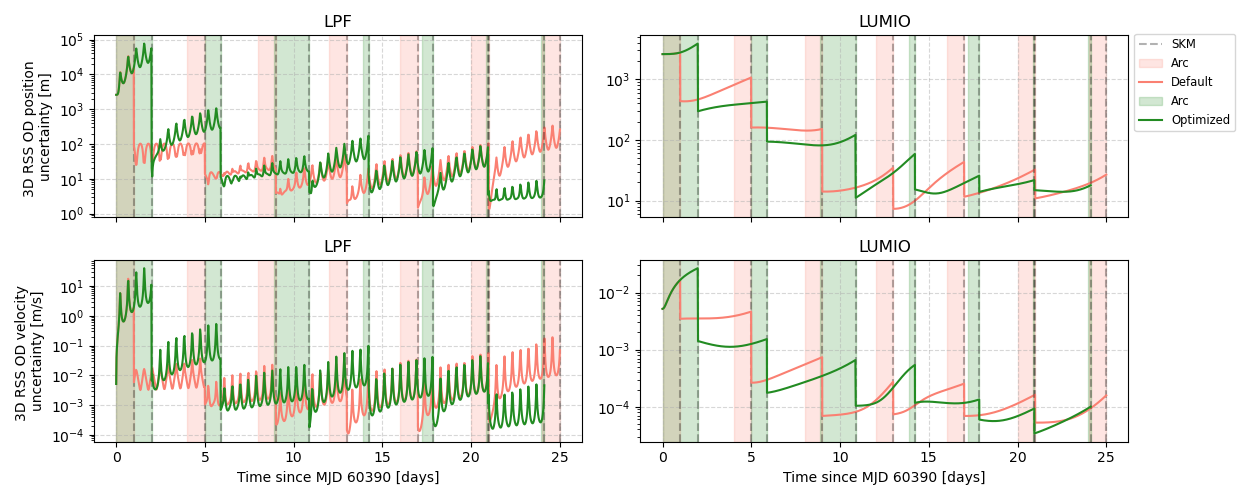 LPF
LUMIO
3D RSS OD position
uncertainty [m]
10⁵
10⁴
10³
10²
10¹
10⁰
10³
10²
10¹
SKM
Arc
Default
Arc
Optimized
LPF
LUMIO
3D RSS OD velocity
uncertainty [m/s]
10¹
10⁰
10⁻¹
10⁻²
10⁻³
10⁻⁴
10⁻²
10⁻³
10⁻⁴
0 5 10 15 20 25
0 5 10 15 20 25
Time since MJD 60390 [days]
Time since MJD 60390 [days]